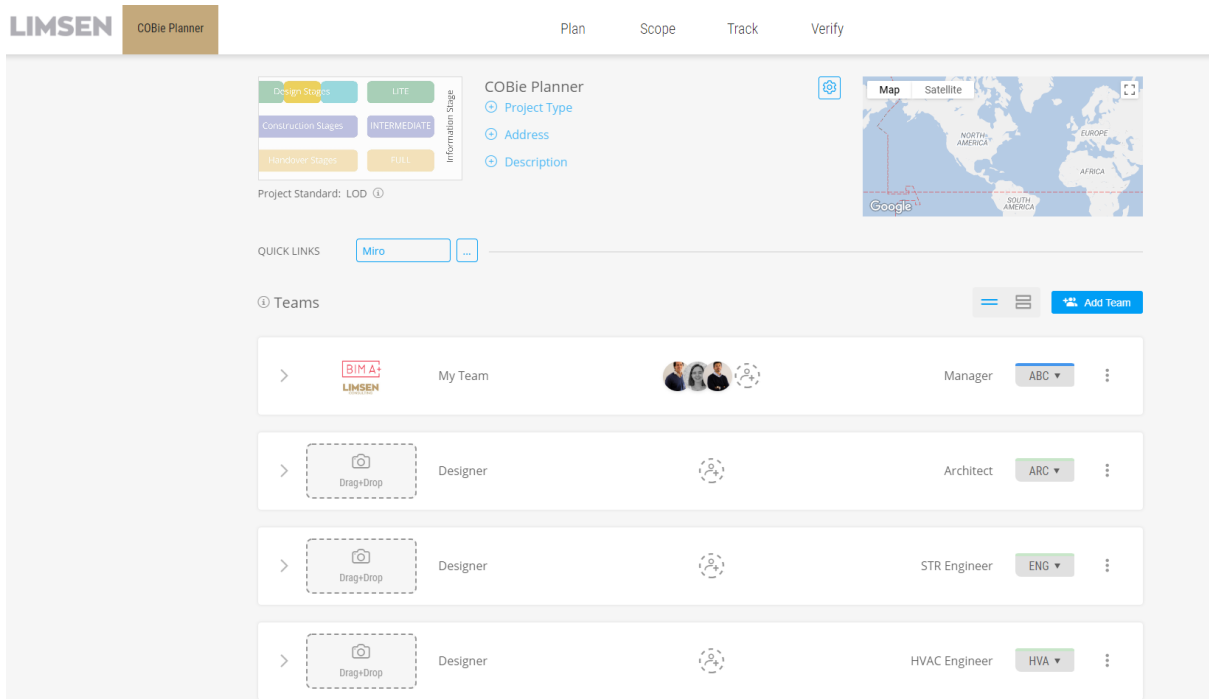 LIMSEN
COBie Planner
Plan
Scope
Track
Verify
Design Stages
LITE
Construction Stages
INTERMEDIATE
Handover Stages
FULL
Information Stage
Project Standard: LOD
COBie Planner
Project Type
Address
Description
Map
Satellite
NORTH
AMERICA
EUROPE
AFRICA
SOUTH
AMERICA
Google
QUICK LINKS
Miro
...
Teams
Add Team
BIM A+
LIMSEN
My Team
Manager
ABC
Drag+Drop
Designer
Architect
ARC
Drag+Drop
Designer
STR Engineer
ENG
Drag+Drop
Designer
HVAC Engineer
HVA